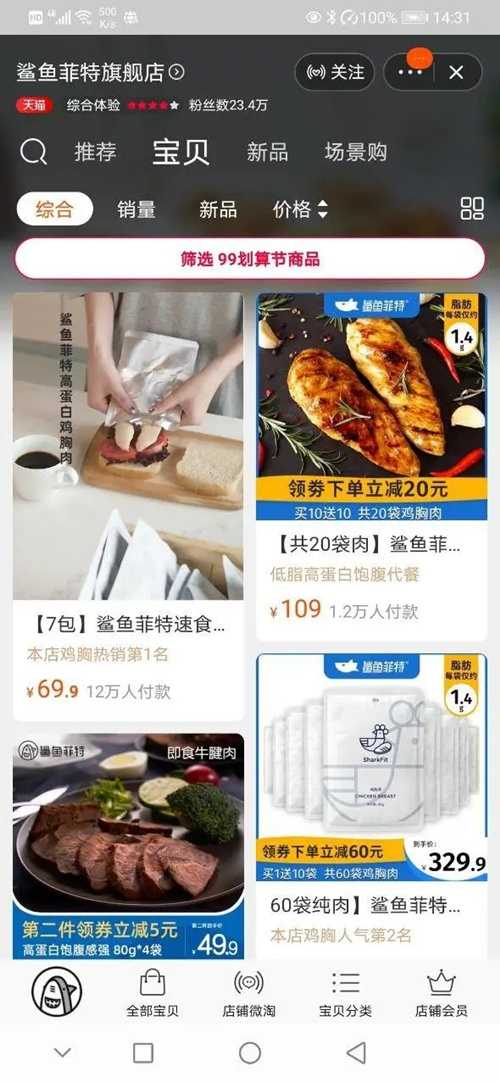 HD 4G 500 K/s 100% 14:31
鲨鱼菲特旗舰店
关注
天猫 综合体验 粉丝数23.4万
推荐 宝贝 新品 场景购
综合 销量 新品 价格
筛选 99划算节商品
鲨鱼菲特高蛋白鸡胸肉
【7包】鲨鱼菲特速食...
本店鸡胸热销第1名
¥69.9 12万人付款
鲨鱼菲特
脂肪
每袋仅约
1.4
g
领券下单立减20元
买10送10 共20袋鸡胸肉
【共20袋肉】鲨鱼菲...
低脂高蛋白饱腹代餐
¥109 1.2万人付款
鲨鱼菲特
即食牛腱肉
第二件领券立减5元
高蛋白饱腹感强 80g*4袋
第二件下单
¥49.9
鲨鱼菲特
脂肪
每袋仅约
1.4
g
SharkFit
CHICKEN BREAST
领券下单立减60元
买1送10袋 共60袋鸡胸肉
到手价:
¥329.9
60袋纯肉】鲨鱼菲特...
本店鸡胸人气第2名
全部宝贝 店铺微淘 宝贝分类 店铺会员